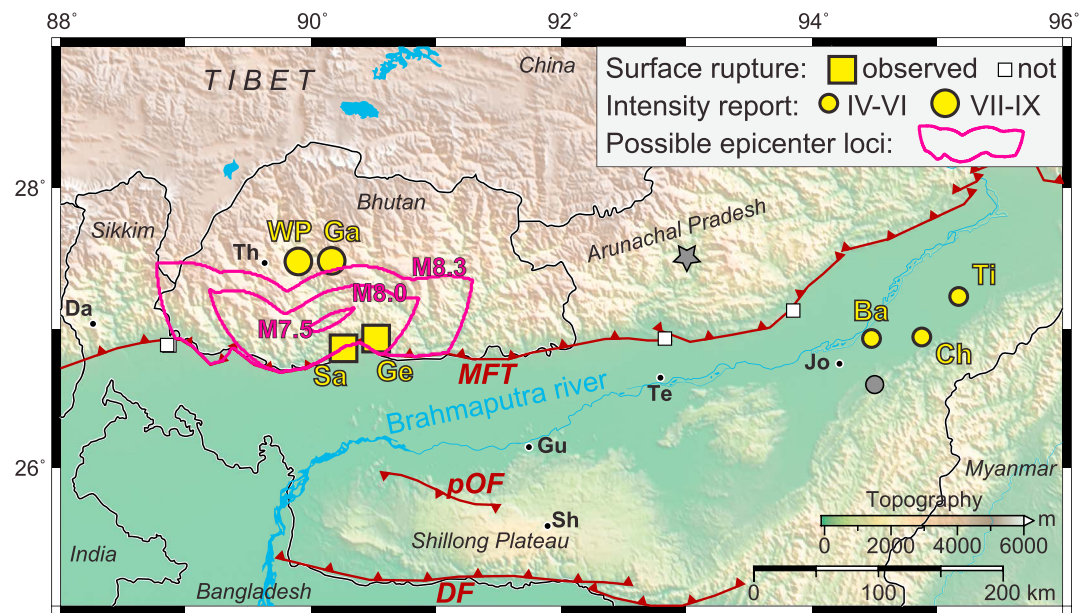 88° 90° 92° 94° 96°
TIBET
China
Surface rupture: observed not
Intensity report: IV-VI VII-IX
Possible epicenter loci:
28°
Bhutan
Sikkim
WP Ga
Th
Arunachal Pradesh
M8.3
M8.0
M7.5
Da
Ti
Ba
Ch
Sa
Ge
MFT
Jo
Te
Brahmaputra river
26°
Gu
pOF
Myanmar
Topography
Sh
m
Shillong Plateau
0 2000 4000 6000
India
Bangladesh
DF
0 100 200 km